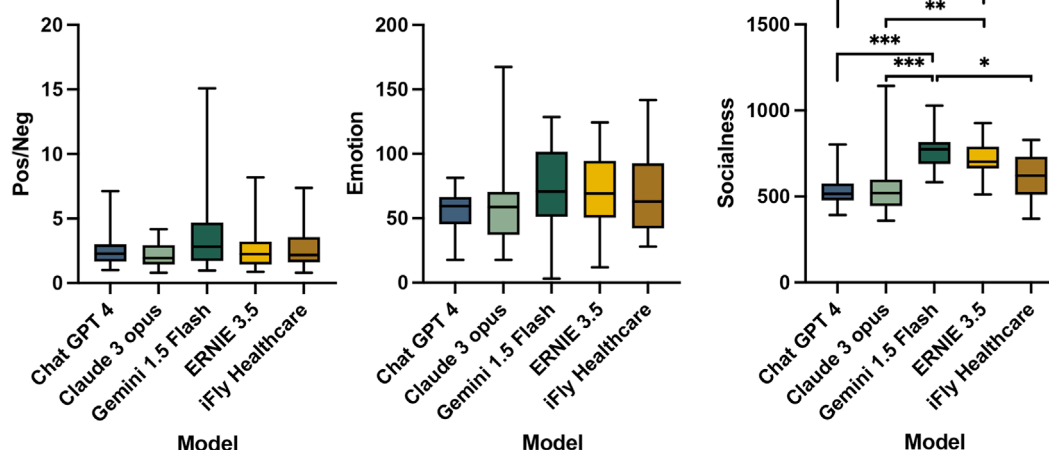 20
15
10
5
0
Pos/Neg
Chat GPT 4
Claude 3 opus
Gemini 1.5 Flash
ERNIE 3.5
iFly Healthcare
Model
200
150
100
50
0
Emotion
Chat GPT 4
Claude 3 opus
Gemini 1.5 Flash
ERNIE 3.5
iFly Healthcare
Model
**
***
***
*
1500
1000
500
0
Socialness
Chat GPT 4
Claude 3 opus
Gemini 1.5 Flash
ERNIE 3.5
iFly Healthcare
Model